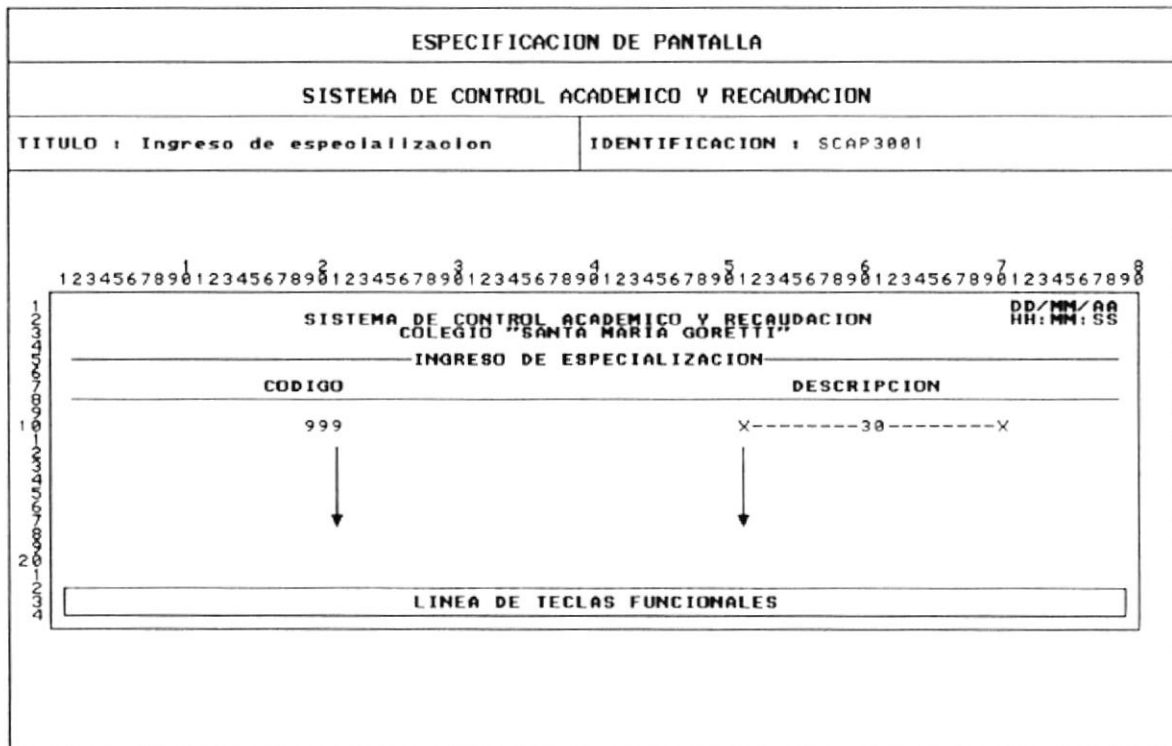 ESPECIFICACION DE PANTALLA
SISTEMA DE CONTROL ACADEMICO Y RECAUDACION
TITULO : Ingreso de especialización
IDENTIFICACION : SCAP3001
1 2 3 4 5 6 7 8
12345678901234567890123456789012345678901234567890123456789012345678901234567890
1 DD/MM/AA
2 SISTEMA DE CONTROL ACADEMICO Y RECAUDACION HH:MM:SS
3 COLEGIO "SANTA MARIA GORETTI"
4
5 INGRESO DE ESPECIALIZACION
6
7 CODIGO DESCRIPCION
8
9
10 999 X--------30--------X
1
2
3
4
5
6
7
8
9
20
1
2
3 LINEA DE TECLAS FUNCIONALES
4